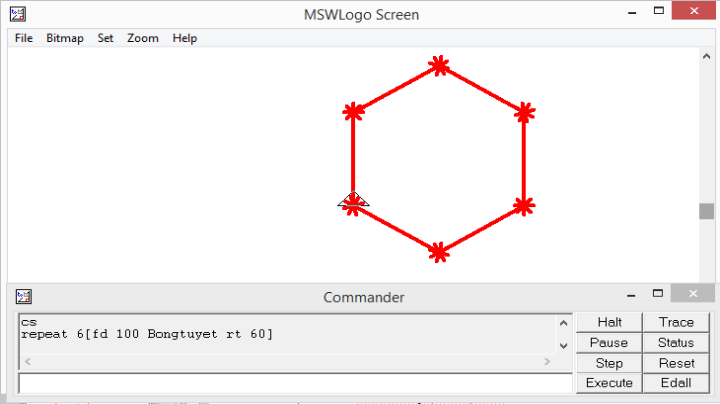 MSWLogo Screen
File Bitmap Set Zoom Help
Commander
cs
repeat 6[fd 100 Bongtuyet rt 60]
Halt Trace
Pause Status
Step Reset
Execute Edall